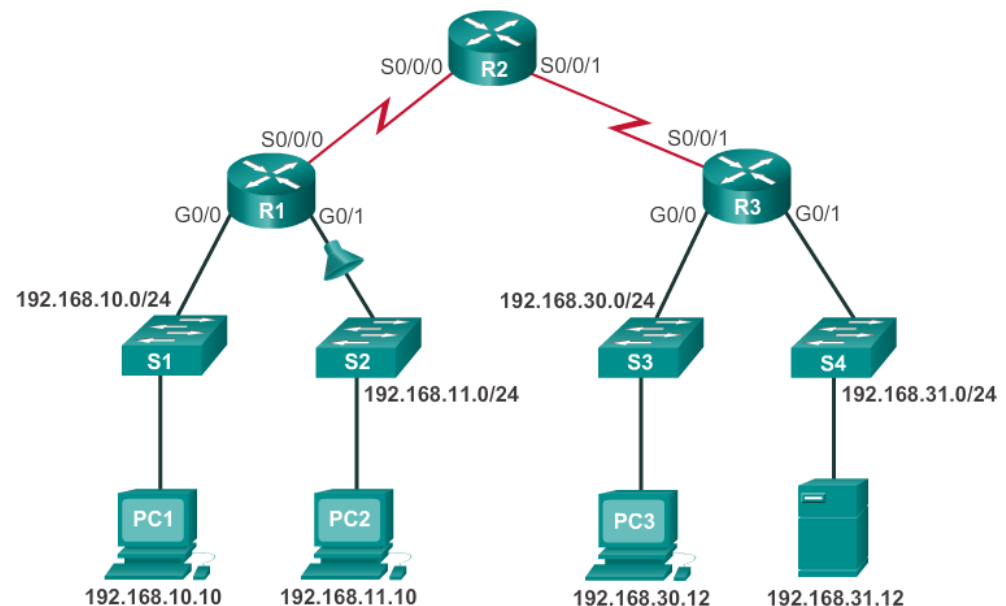 R2
S0/0/0
S0/0/1
S0/0/0
S0/0/1
R1
R3
G0/0
G0/1
G0/0
G0/1
192.168.10.0/24
192.168.30.0/24
S1
S2
S3
S4
192.168.11.0/24
192.168.31.0/24
PC1
PC2
PC3
192.168.10.10
192.168.11.10
192.168.30.12
192.168.31.12